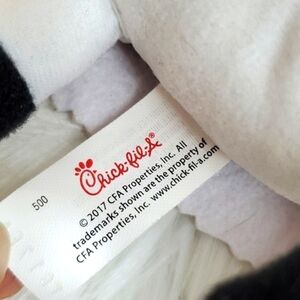 Chick-fil-A®
©2017 CFA Properties, Inc. All
trademarks shown are the property of
CFA Properties, Inc. www.chick-fil-a.com
500